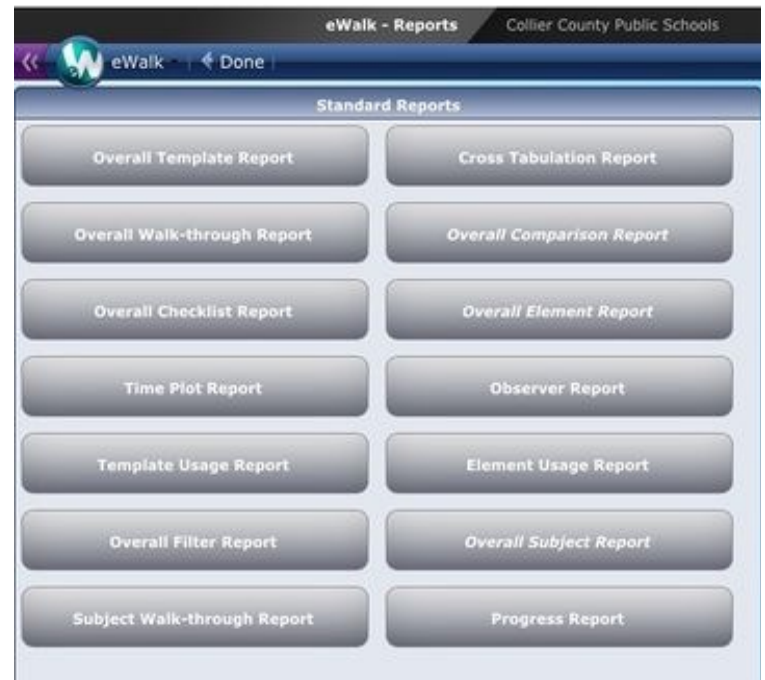 eWalk - Reports Collier County Public Schools
eWalk Done
Standard Reports
Overall Template Report Cross Tabulation Report
Overall Walk-through Report Overall Comparison Report
Overall Checklist Report Overall Element Report
Time Plot Report Observer Report
Template Usage Report Element Usage Report
Overall Filter Report Overall Subject Report
Subject Walk-through Report Progress Report